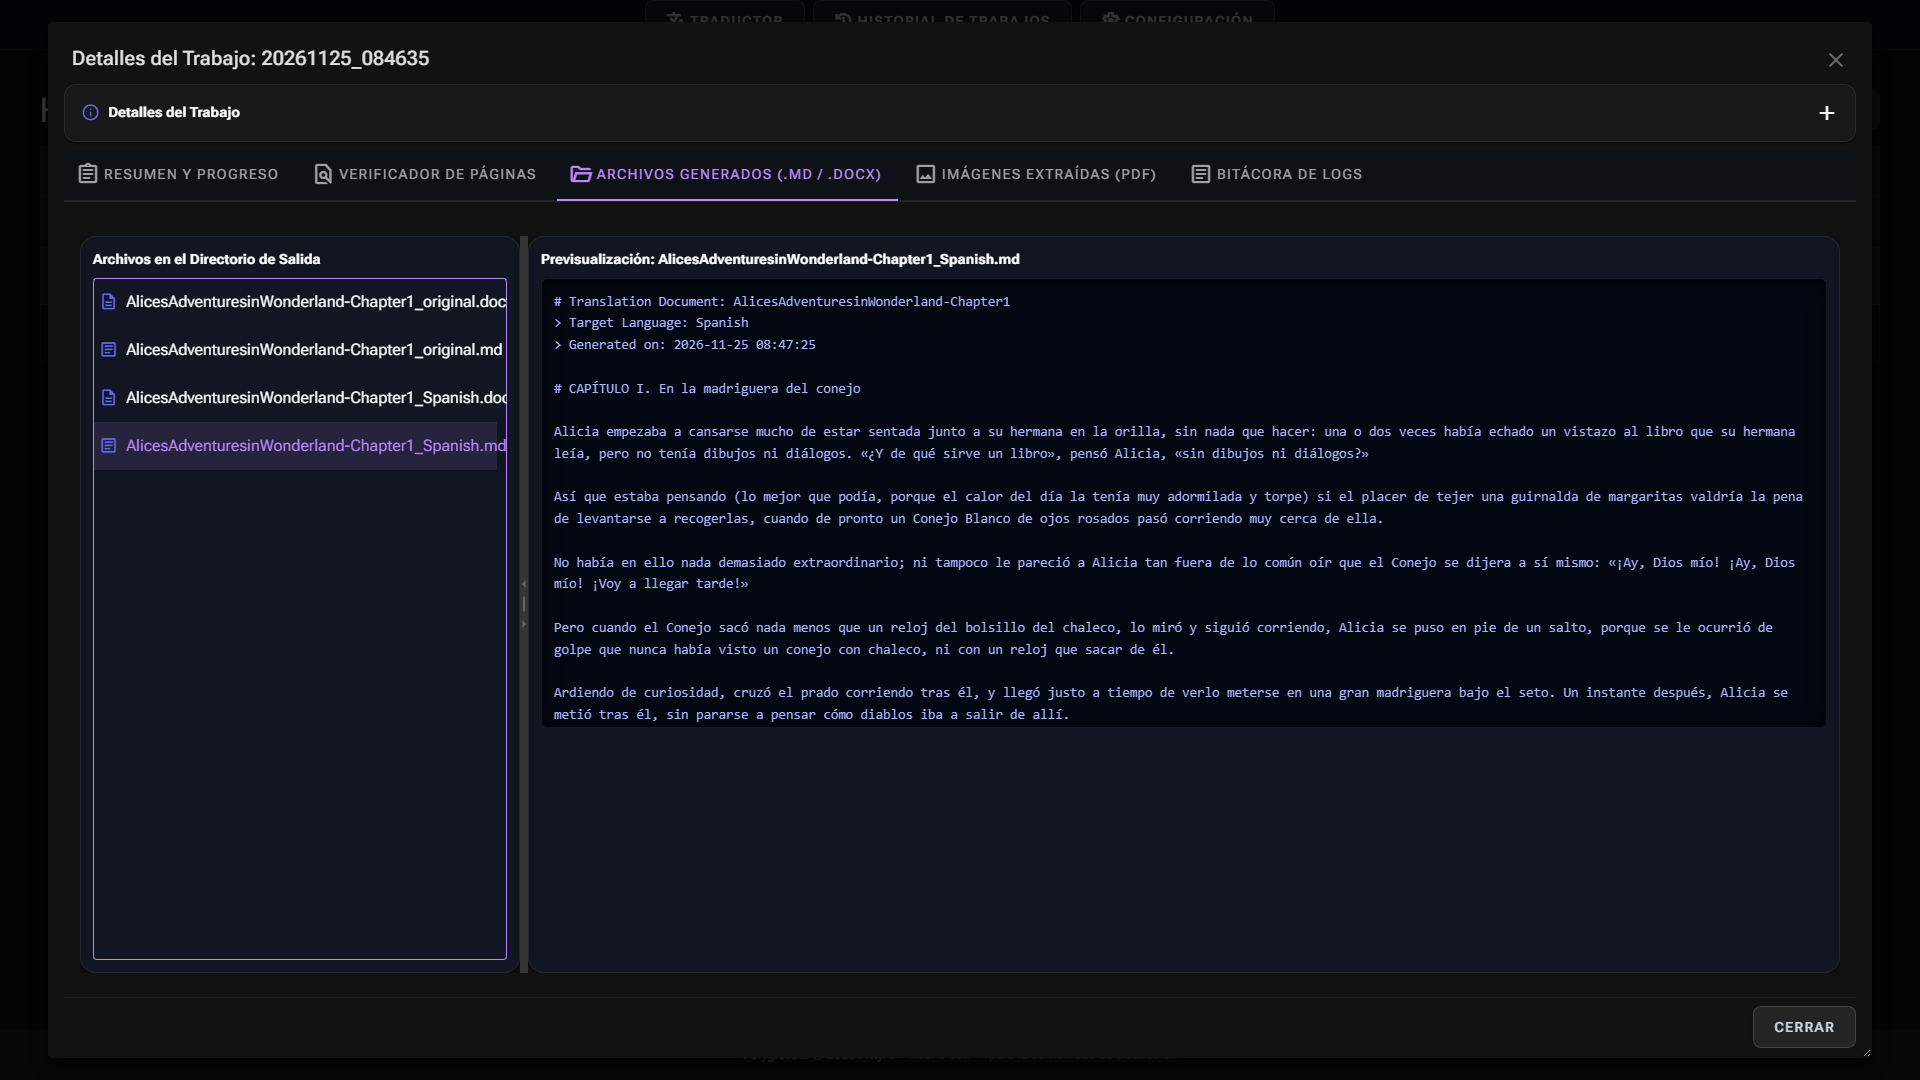 TRADUCTOR
HISTORIAL DE TRABAJOS
CONFIGURACIÓN
Detalles del Trabajo: 20261125_084635
Detalles del Trabajo
RESUMEN Y PROGRESO
VERIFICADOR DE PÁGINAS
ARCHIVOS GENERADOS (.MD / .DOCX)
IMÁGENES EXTRAÍDAS (PDF)
BITÁCORA DE LOGS
Archivos en el Directorio de Salida
AlicesAdventuresinWonderland-Chapter1_original.doc
AlicesAdventuresinWonderland-Chapter1_original.md
AlicesAdventuresinWonderland-Chapter1_Spanish.doc
AlicesAdventuresinWonderland-Chapter1_Spanish.md
Previsualización: AlicesAdventuresinWonderland-Chapter1_Spanish.md
# Translation Document: AlicesAdventuresinWonderland-Chapter1
> Target Language: Spanish
> Generated on: 2026-11-25 08:47:25
# CAPÍTULO I. En la madriguera del conejo
Alicia empezaba a cansarse mucho de estar sentada junto a su hermana en la orilla, sin nada que hacer: una o dos veces había echado un vistazo al libro que su hermana
leía, pero no tenía dibujos ni diálogos. «¿Y de qué sirve un libro», pensó Alicia, «sin dibujos ni diálogos?»
Así que estaba pensando (lo mejor que podía, porque el calor del día la tenía muy adormilada y torpe) si el placer de tejer una guirnalda de margaritas valdría la pena
de levantarse a recogerlas, cuando de pronto un Conejo Blanco de ojos rosados pasó corriendo muy cerca de ella.
No había en ello nada demasiado extraordinario; ni tampoco le pareció a Alicia tan fuera de lo común oír que el Conejo se dijera a sí mismo: «¡Ay, Dios mío! ¡Ay, Dios
mío! ¡Voy a llegar tarde!»
Pero cuando el Conejo sacó nada menos que un reloj del bolsillo del chaleco, lo miró y siguió corriendo, Alicia se puso en pie de un salto, porque se le ocurrió de
golpe que nunca había visto un conejo con chaleco, ni con un reloj que sacar de él.
Ardiendo de curiosidad, cruzó el prado corriendo tras él, y llegó justo a tiempo de verlo meterse en una gran madriguera bajo el seto. Un instante después, Alicia se
metió tras él, sin pararse a pensar cómo diablos iba a salir de allí.
CERRAR